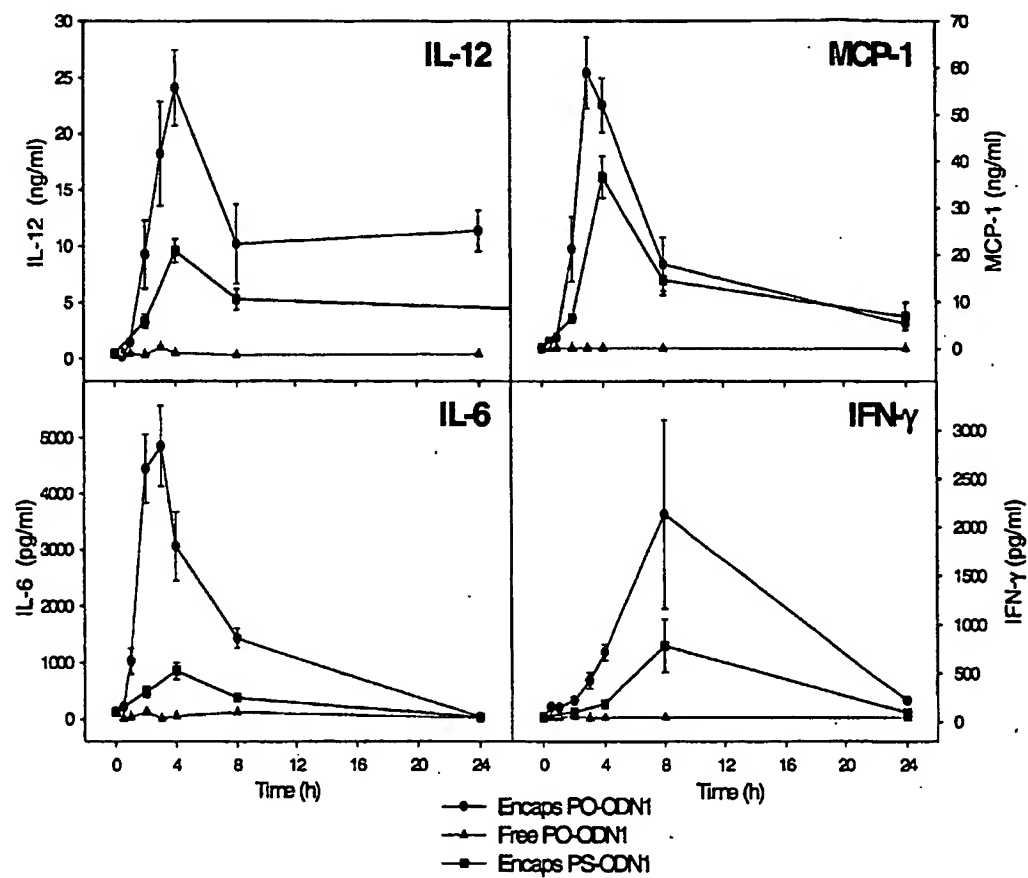 IL-12
MCP-1
IL-12 (ng/ml)
30
25
20
15
10
5
0
MCP-1 (ng/ml)
70
60
50
40
30
20
10
0
IL-6
IFN-γ
IL-6 (pg/ml)
5000
4000
3000
2000
1000
0
IFN-γ (pg/ml)
3000
2500
2000
1500
1000
500
0
0 4 8 12 16 20 24
0 4 8 12 16 20 24
Time (h)
Time (h)
Encaps PO-ODN1
Free PO-ODN1
Encaps PS-ODN1